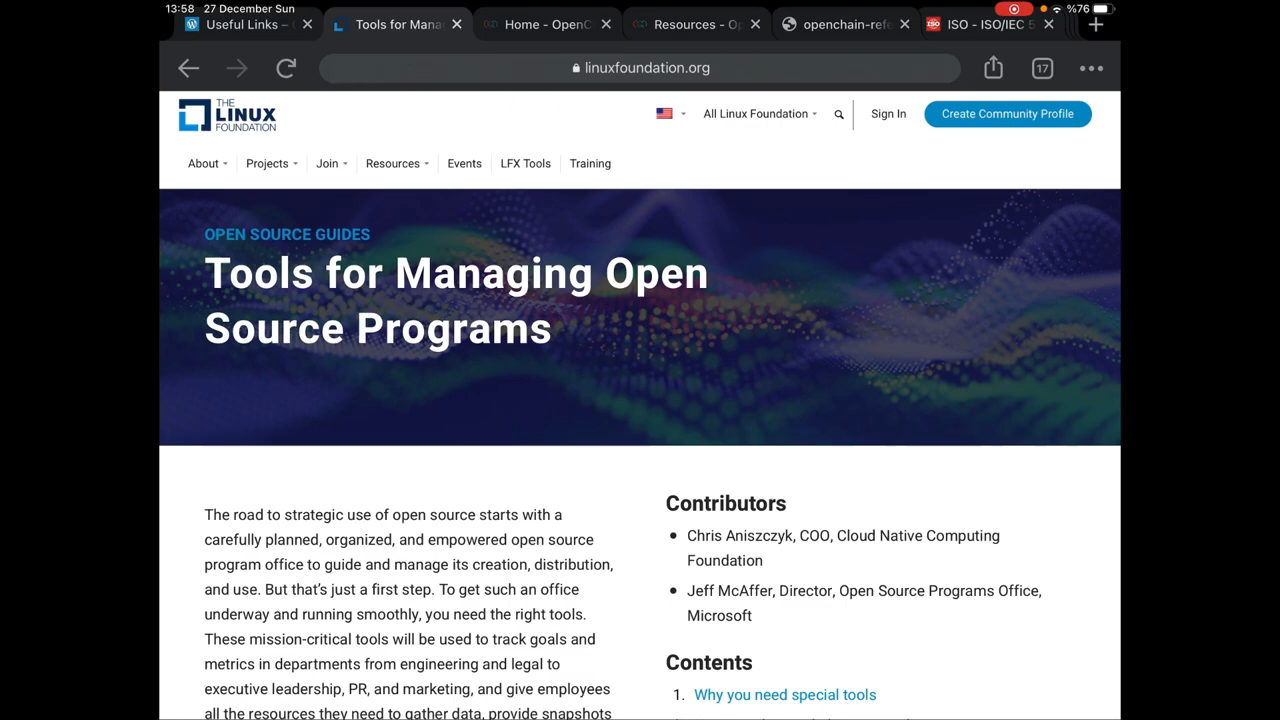 13:58 27 December Sun
%76
Useful Links –
Tools for Mana
Home - OpenC
Resources - Op
openchain-refe
ISO - ISO/IEC 5
linuxfoundation.org
17
THE
LINUX
FOUNDATION
All Linux Foundation
Sign In
Create Community Profile
About
Projects
Join
Resources
Events
LFX Tools
Training
OPEN SOURCE GUIDES
Tools for Managing Open
Source Programs
The road to strategic use of open source starts with a
carefully planned, organized, and empowered open source
program office to guide and manage its creation, distribution,
and use. But that's just a first step. To get such an office
underway and running smoothly, you need the right tools.
These mission-critical tools will be used to track goals and
metrics in departments from engineering and legal to
executive leadership, PR, and marketing, and give employees
all the resources they need to gather data, provide snapshots
Contributors
• Chris Aniszczyk, COO, Cloud Native Computing
Foundation
• Jeff McAffer, Director, Open Source Programs Office,
Microsoft
Contents
1. Why you need special tools